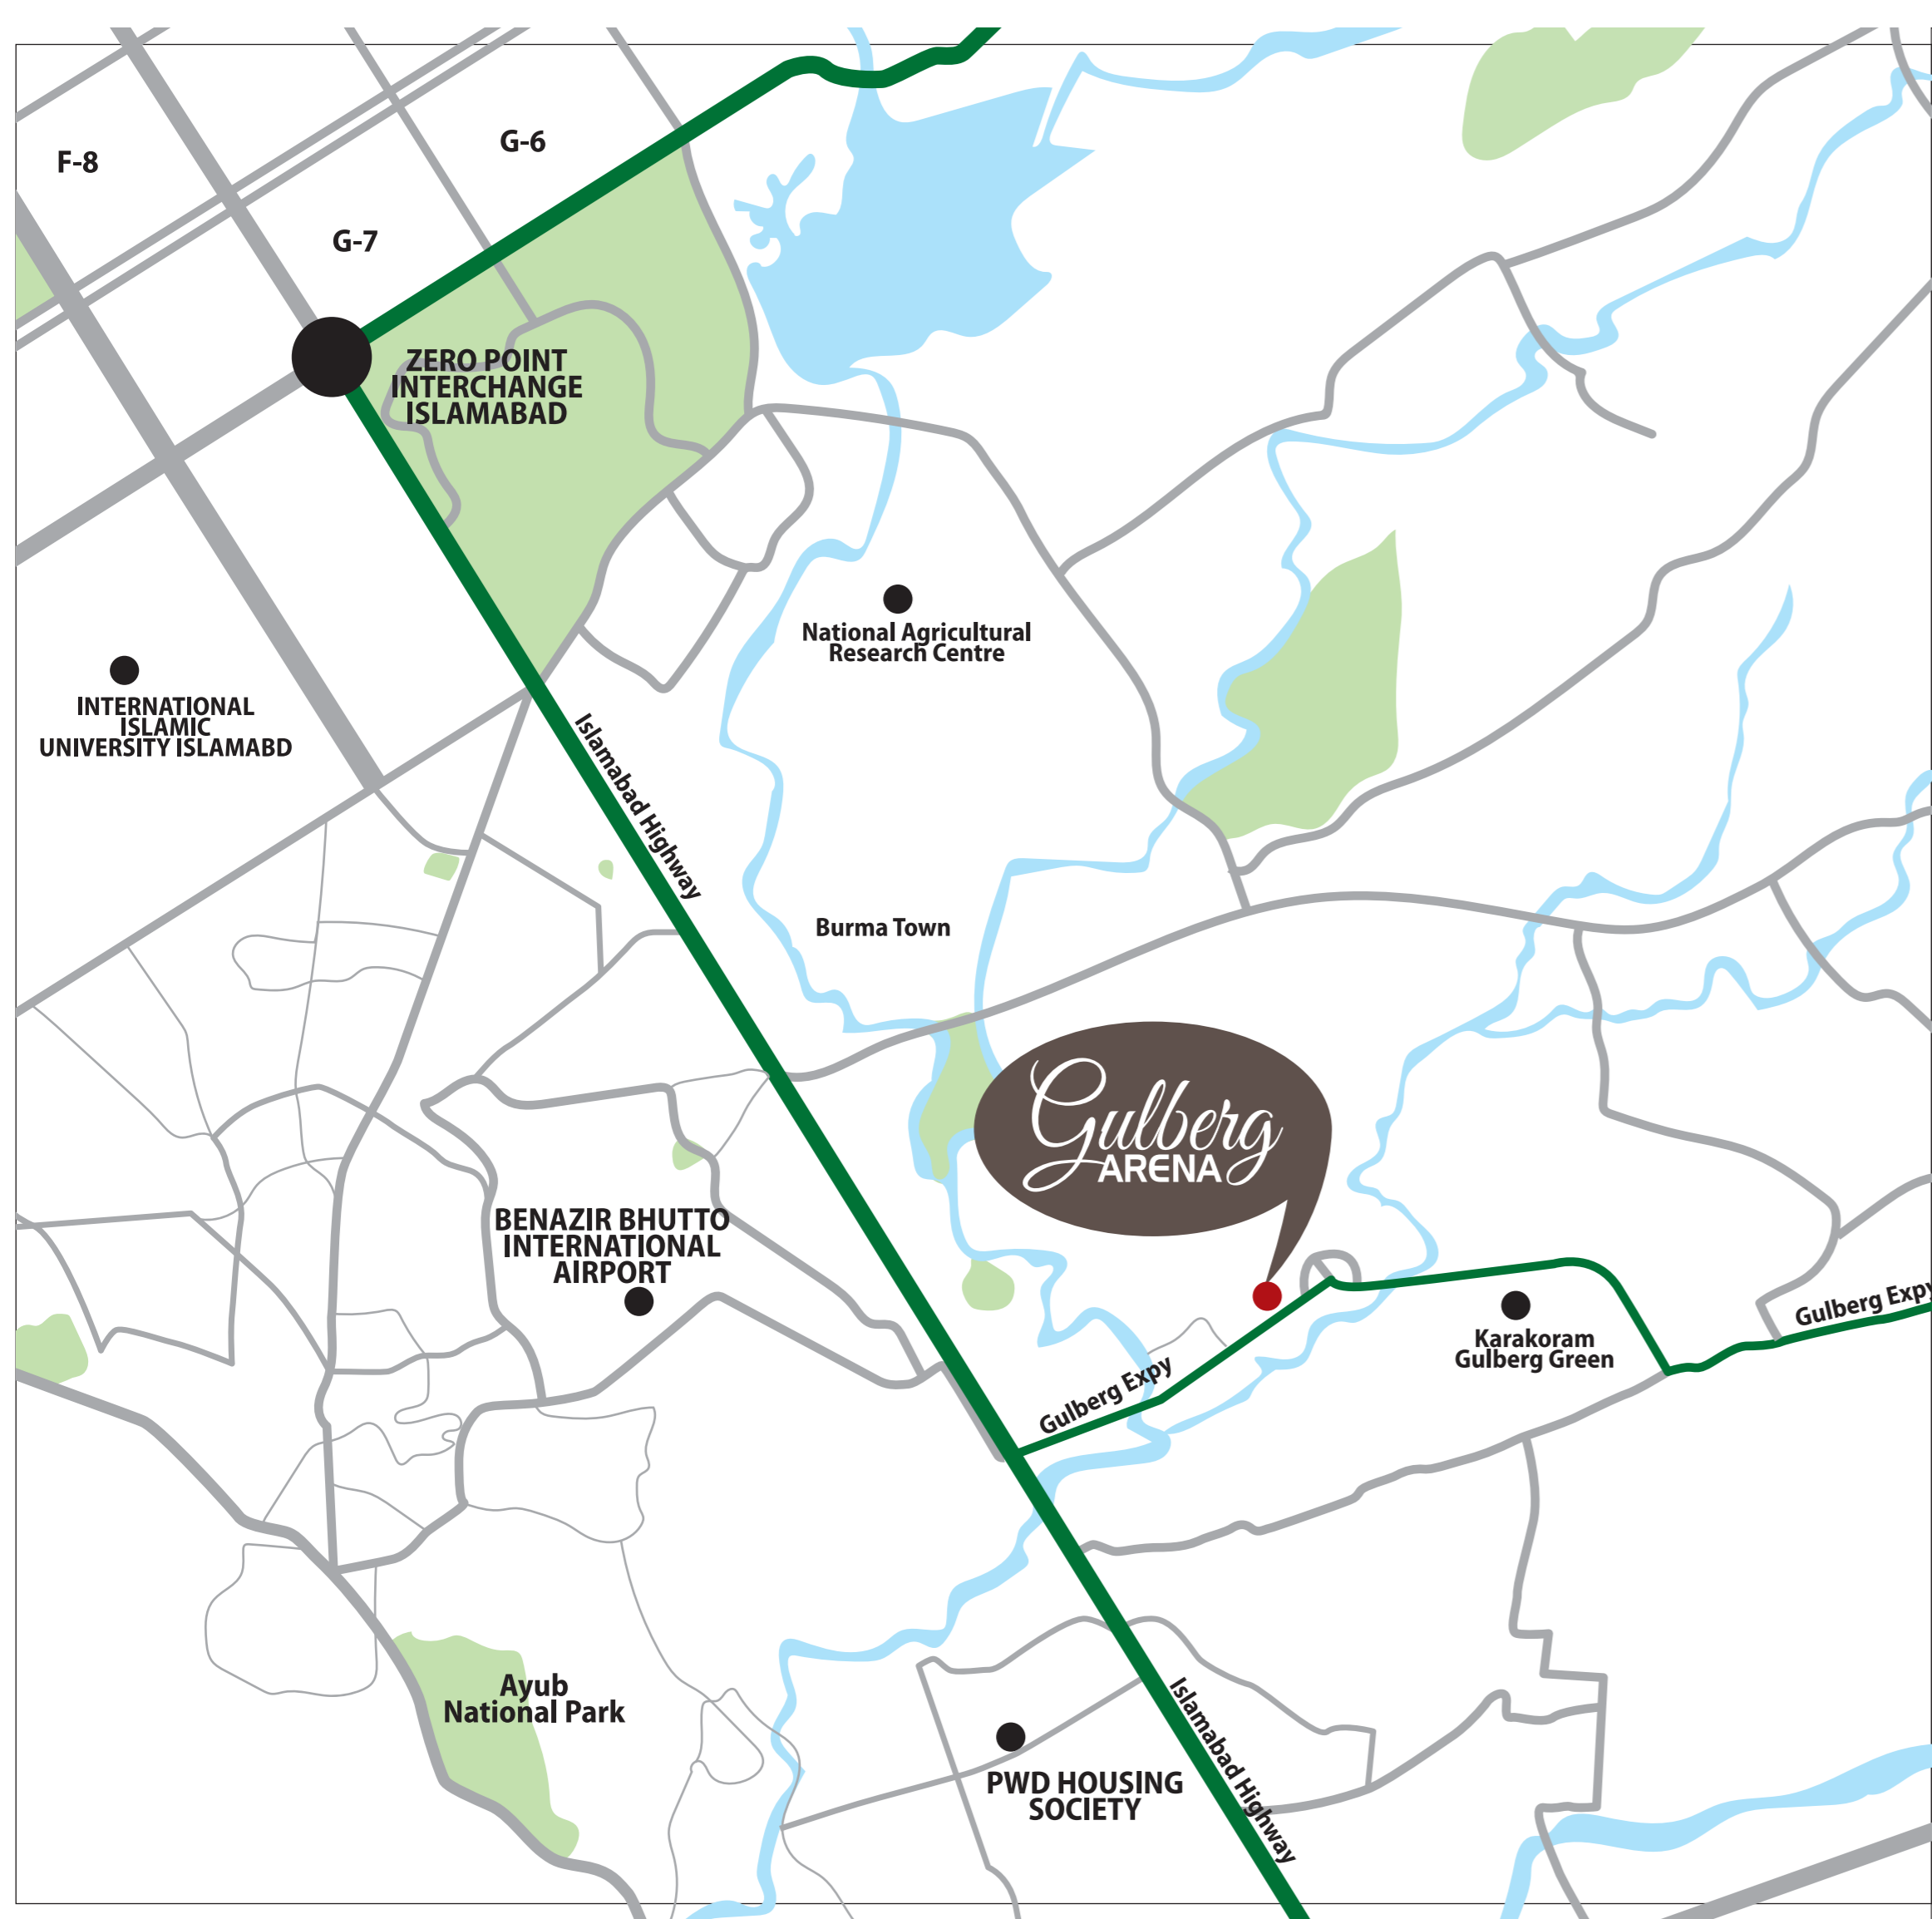 G-6
F-8
G-7
ZERO POINT
INTERCHANGE
ISLAMABAD
National Agricultural
Research Centre
INTERNATIONAL
ISLAMIC
UNIVERSITY ISLAMABD
Islamabad Highway
Burma Town
Gulberg
ARENA
BENAZIR BHUTTO
INTERNATIONAL
AIRPORT
Gulberg Expy
Karakoram
Gulberg Green
Gulberg Expy
Ayub
National Park
Islamabad Highway
PWD HOUSING
SOCIETY